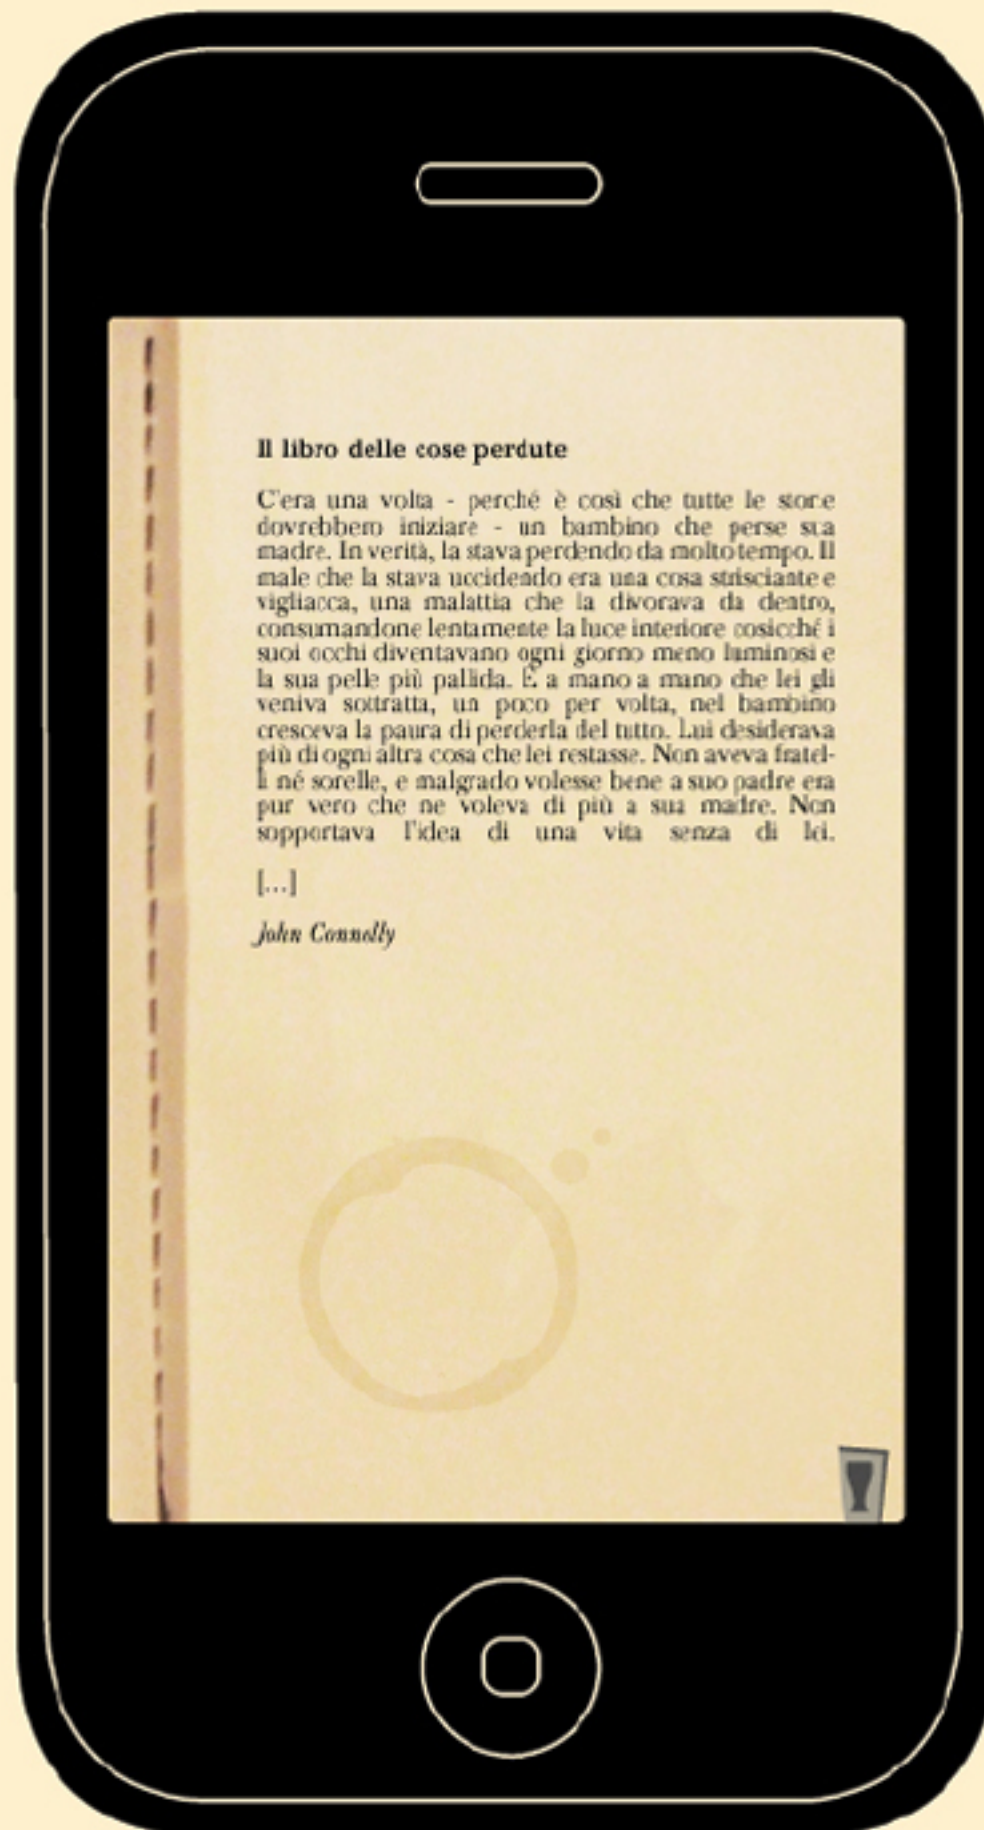 Il libro delle cose perdute
C'era una volta - perché è così che tutte le storie
dovrebbero iniziare - un bambino che perse sua
madre. In verità, la stava perdendo da molto tempo. Il
male che la stava uccidendo era una cosa strisciante e
vigliacca, una malattia che la divorava da dentro,
consumandone lentamente la luce interiore cosicché i
suoi occhi diventavano ogni giorno meno luminosi e
la sua pelle più pallida. E a mano a mano che lei gli
veniva sottratta, un poco per volta, nel bambino
cresceva la paura di perderla del tutto. Lui desiderava
più di ogni altra cosa che lei restasse. Non aveva fratel-
li né sorelle, e malgrado volesse bene a suo padre era
pur vero che ne voleva di più a sua madre. Non
sopportava l'idea di una vita senza di lei.
[...]
John Connolly